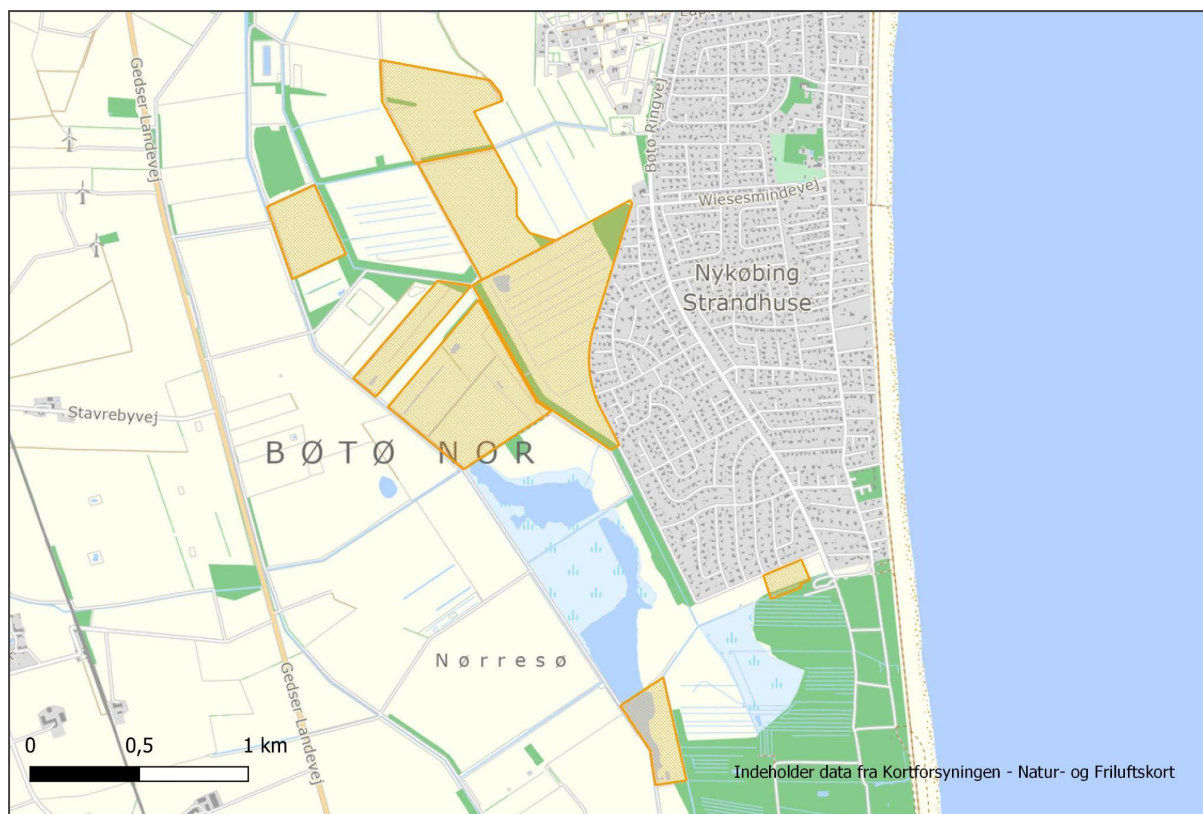 Gedser Landevej
Bøtø Ringvej
Wiesesmindevej
Nykøbing
Strandhuse
Stavrebyvej
BØTØ NOR
Nørresø
Gedser Landevej
0 0,5 1 km
Indeholder data fra Kortforsyningen - Natur- og Friluftskort